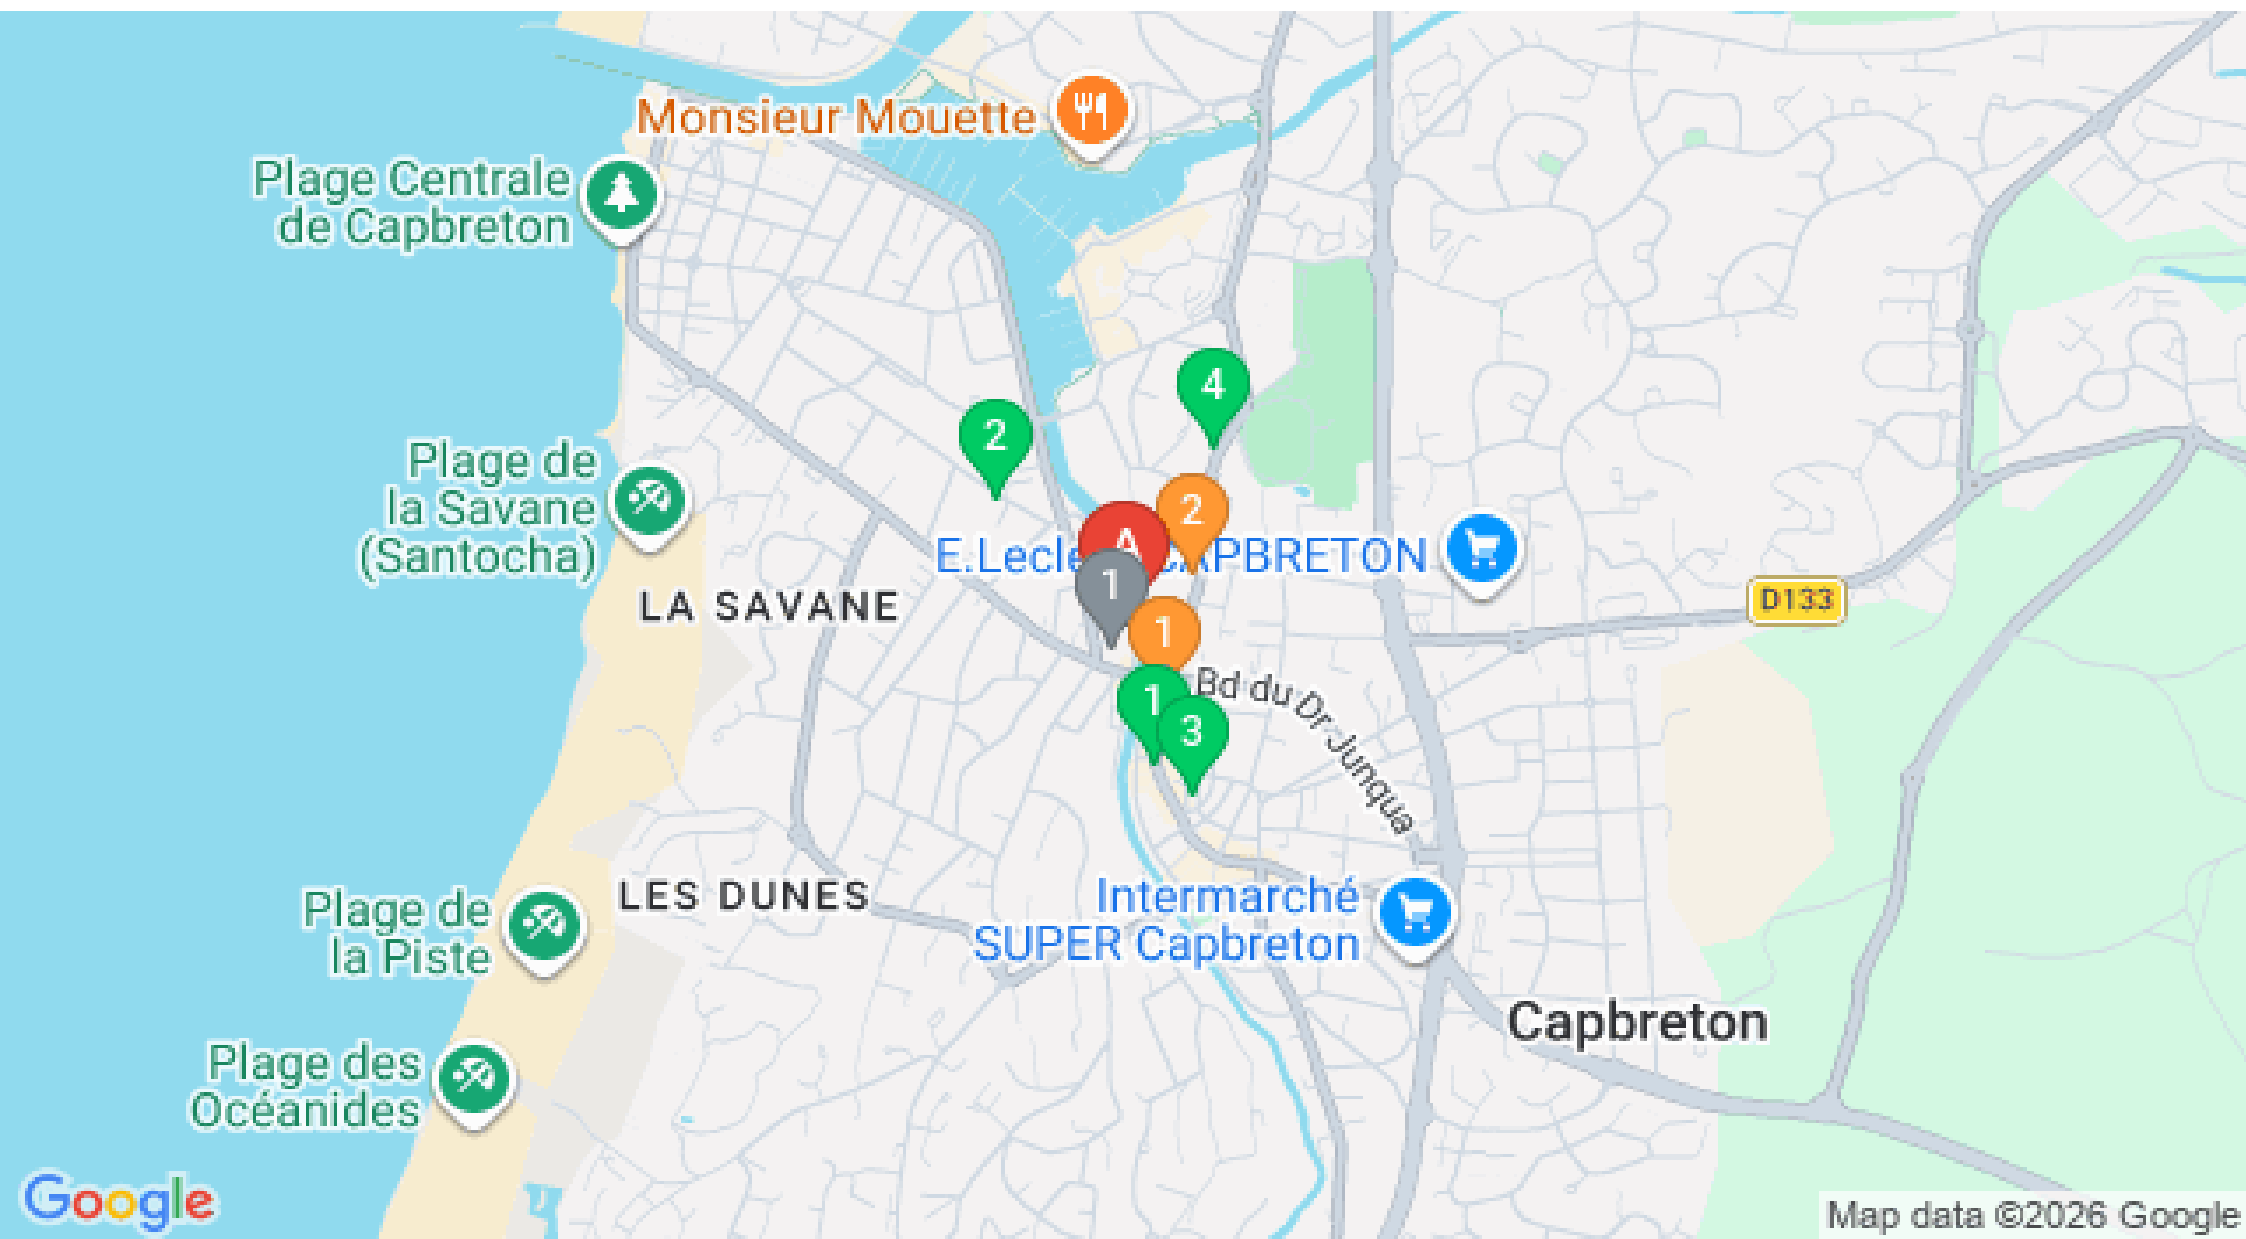 Monsieur Mouette
Plage Centrale
de Capbreton
4
2
Plage de
la Savane
(Santocha)
2
A
E.Lecle CAPBRETON
1
D133
LA SAVANE
1
Bd du Dr Junqua
1
3
LES DUNES
Intermarché
SUPER Capbreton
Plage de
la Piste
Capbreton
Plage des
Océanides
Google
Map data ©2026 Google